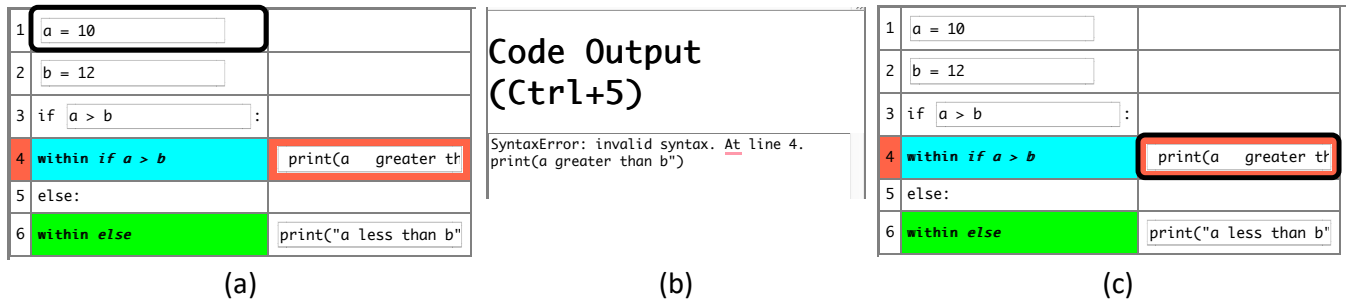 1 a = 10
2 b = 12
3 if a > b :
4 within if a > b print(a greater th
5 else:
6 within else print("a less than b"
(a)
Code Output
(Ctrl+5)
SyntaxError: invalid syntax. At line 4.
print(a greater than b")
(b)
1 a = 10
2 b = 12
3 if a > b :
4 within if a > b print(a greater th
5 else:
6 within else print("a less than b"
(c)